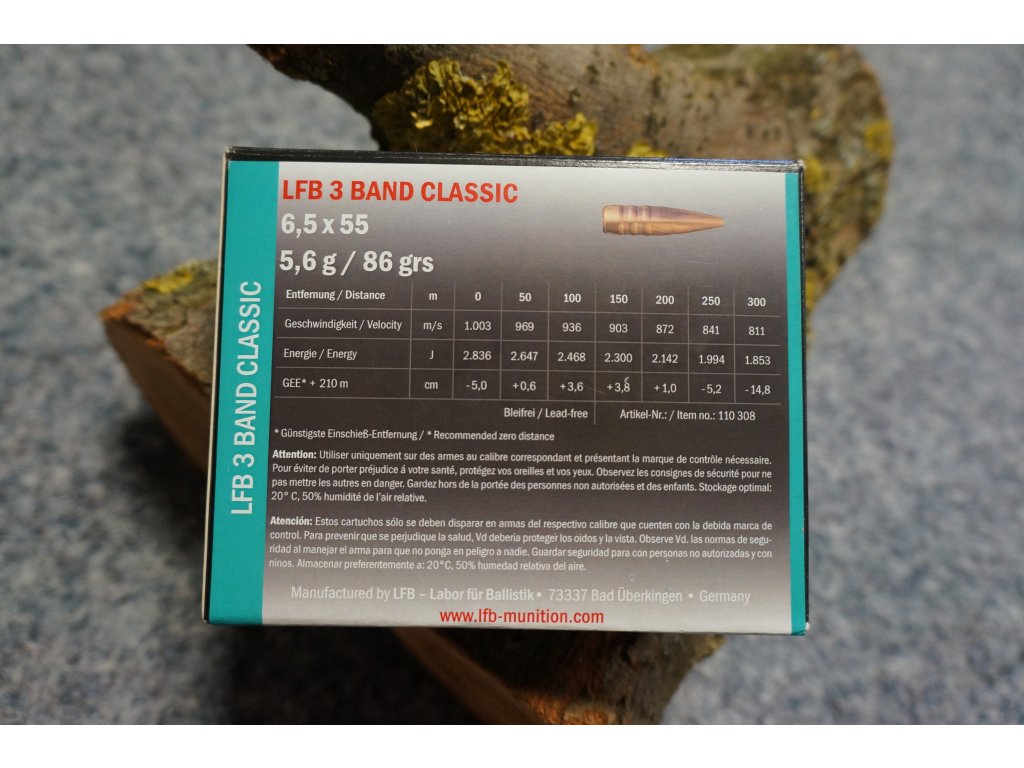 LFB 3 BAND CLASSIC
LFB 3 BAND CLASSIC
6,5 x 55
5,6 g / 86 grs
Entfernung / Distance m 0 50 100 150 200 250 300
Geschwindigkeit / Velocity m/s 1.003 969 936 903 872 841 811
Energie / Energy J 2.836 2.647 2.468 2.300 2.142 1.994 1.853
GEE* + 210 m cm -5,0 +0,6 +3,6 +3,8 +1,0 -5,2 -14,8
Bleifrei / Lead-free Artikel-Nr.: / Item no.: 110 308
* Günstigste Einschieß-Entfernung / * Recommended zero distance
Attention: Utiliser uniquement sur des armes au calibre correspondant et présentant la marque de contrôle nécessaire.
Pour éviter de porter préjudice á votre santé, protégez vos oreilles et vos yeux. Observez les consignes de sécurité pour ne
pas mettre les autres en danger. Gardez hors de la portée des personnes non autorisées et des enfants. Stockage optimal:
20° C, 50% humidité de l'air relative.
Atención: Estos cartuchos sólo se deben disparar en armas del respectivo calibre que cuenten con la debida marca de
control. Para prevenir que se perjudique la salud, Vd deberia proteger los oidos y la vista. Observe Vd. las normas de segu-
ridad al manejar el arma para que no ponga en peligro a nadie. Guardar seguridad para con personas no autorizadas y con
ninos. Almacenar preferentemente a: 20°C, 50% humedad relativa del aire.
Manufactured by LFB – Labor für Ballistik • 73337 Bad Überkingen • Germany
www.lfb-munition.com